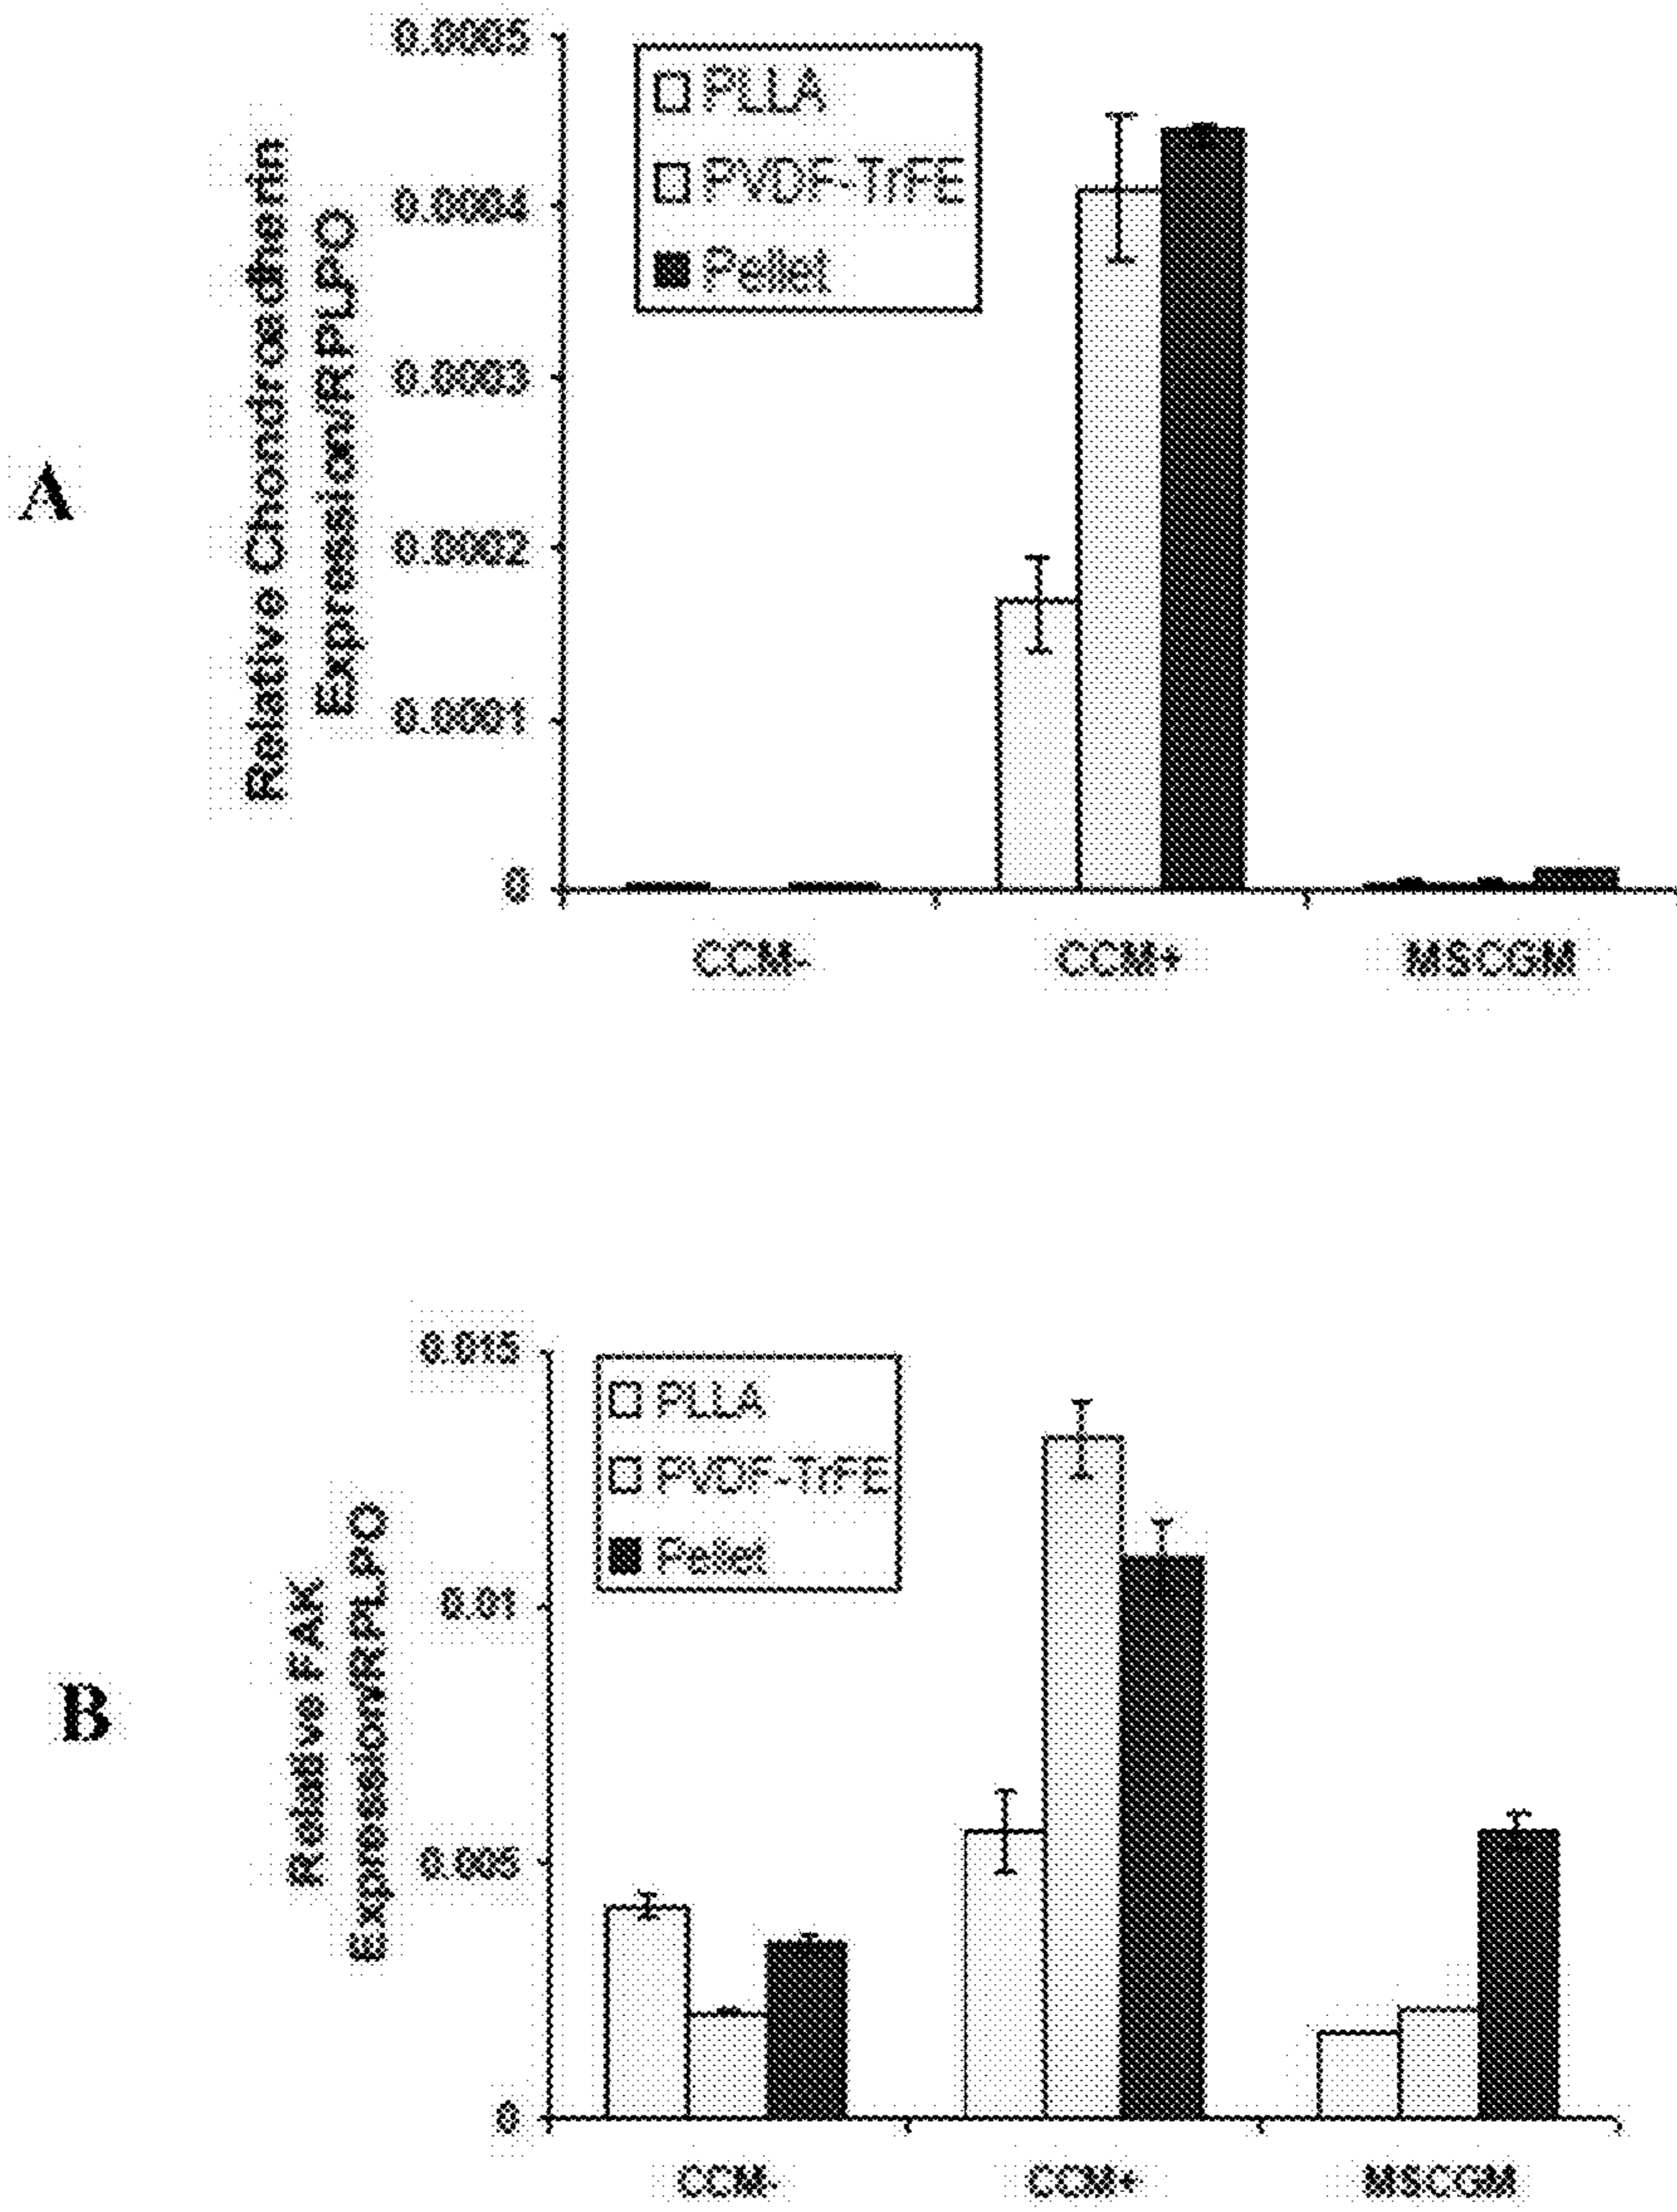 A
Relative Chondroadherin
Expression/RPLPO
0.0005
0.0004
0.0003
0.0002
0.0001
0
PLLA
PVDF-TrFE
Pellet
CCM-
CCM+
MSCGM
B
Relative FAK
Expression/RPLPO
0.015
0.01
0.005
0
PLLA
PVDF-TrFE
Pellet
CCM-
CCM+
MSCGM